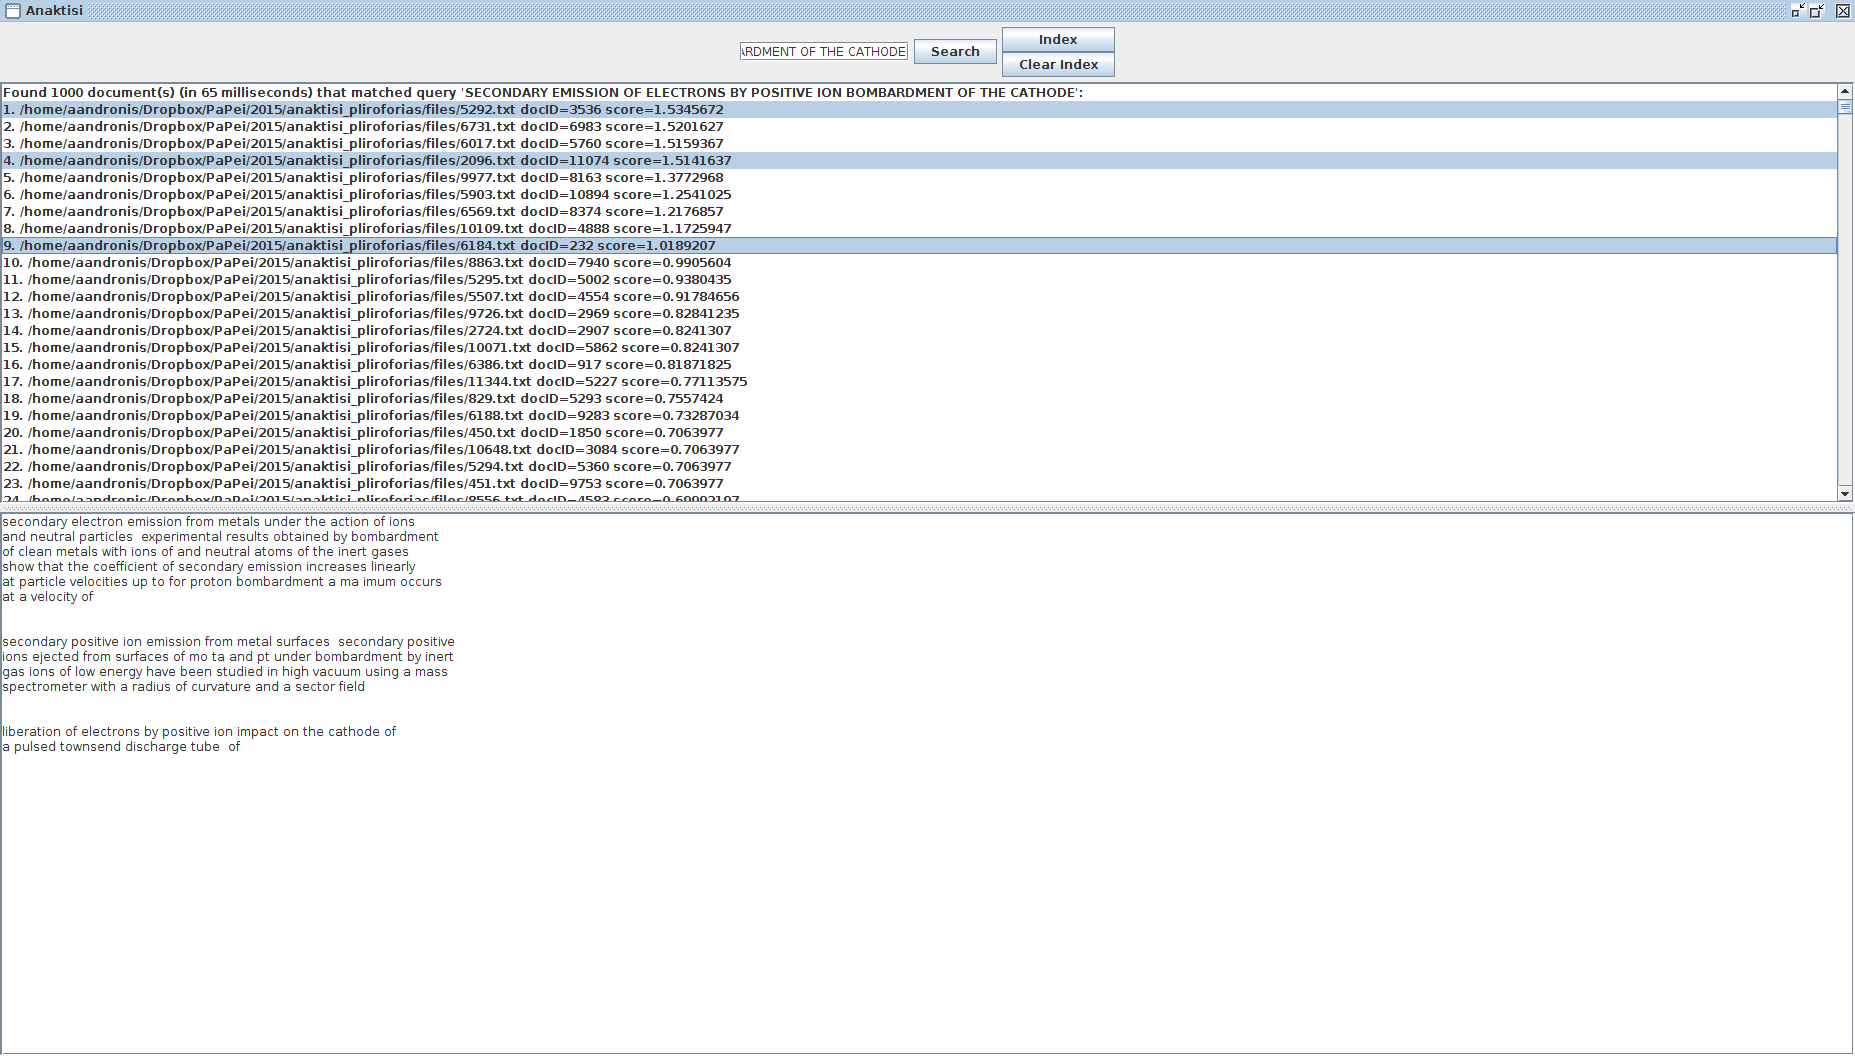 Anaktisi
ARDMENT OF THE CATHODE
Search
Index
Clear Index
Found 1000 document(s) (in 65 milliseconds) that matched query 'SECONDARY EMISSION OF ELECTRONS BY POSITIVE ION BOMBARDMENT OF THE CATHODE':
1. /home/aandronis/Dropbox/PaPei/2015/anaktisi_pliroforias/files/5292.txt docID=3536 score=1.5345672
2. /home/aandronis/Dropbox/PaPei/2015/anaktisi_pliroforias/files/6731.txt docID=6983 score=1.5201627
3. /home/aandronis/Dropbox/PaPei/2015/anaktisi_pliroforias/files/6017.txt docID=5760 score=1.5159367
4. /home/aandronis/Dropbox/PaPei/2015/anaktisi_pliroforias/files/2096.txt docID=11074 score=1.5141637
5. /home/aandronis/Dropbox/PaPei/2015/anaktisi_pliroforias/files/9977.txt docID=8163 score=1.3772968
6. /home/aandronis/Dropbox/PaPei/2015/anaktisi_pliroforias/files/5903.txt docID=10894 score=1.2541025
7. /home/aandronis/Dropbox/PaPei/2015/anaktisi_pliroforias/files/6569.txt docID=8374 score=1.2176857
8. /home/aandronis/Dropbox/PaPei/2015/anaktisi_pliroforias/files/10109.txt docID=4888 score=1.1725947
9. /home/aandronis/Dropbox/PaPei/2015/anaktisi_pliroforias/files/6184.txt docID=232 score=1.0189207
10. /home/aandronis/Dropbox/PaPei/2015/anaktisi_pliroforias/files/8863.txt docID=7940 score=0.9905604
11. /home/aandronis/Dropbox/PaPei/2015/anaktisi_pliroforias/files/5295.txt docID=5002 score=0.9380435
12. /home/aandronis/Dropbox/PaPei/2015/anaktisi_pliroforias/files/5507.txt docID=4554 score=0.91784656
13. /home/aandronis/Dropbox/PaPei/2015/anaktisi_pliroforias/files/9726.txt docID=2969 score=0.82841235
14. /home/aandronis/Dropbox/PaPei/2015/anaktisi_pliroforias/files/2724.txt docID=2907 score=0.8241307
15. /home/aandronis/Dropbox/PaPei/2015/anaktisi_pliroforias/files/10071.txt docID=5862 score=0.8241307
16. /home/aandronis/Dropbox/PaPei/2015/anaktisi_pliroforias/files/6386.txt docID=917 score=0.81871825
17. /home/aandronis/Dropbox/PaPei/2015/anaktisi_pliroforias/files/11344.txt docID=5227 score=0.77113575
18. /home/aandronis/Dropbox/PaPei/2015/anaktisi_pliroforias/files/829.txt docID=5293 score=0.7557424
19. /home/aandronis/Dropbox/PaPei/2015/anaktisi_pliroforias/files/6188.txt docID=9283 score=0.73287034
20. /home/aandronis/Dropbox/PaPei/2015/anaktisi_pliroforias/files/450.txt docID=1850 score=0.7063977
21. /home/aandronis/Dropbox/PaPei/2015/anaktisi_pliroforias/files/10648.txt docID=3084 score=0.7063977
22. /home/aandronis/Dropbox/PaPei/2015/anaktisi_pliroforias/files/5294.txt docID=5360 score=0.7063977
23. /home/aandronis/Dropbox/PaPei/2015/anaktisi_pliroforias/files/451.txt docID=9753 score=0.7063977
24. /home/aandronis/Dropbox/PaPei/2015/anaktisi_pliroforias/files/8556.txt docID=4583
secondary electron emission from metals under the action of ions
and neutral particles  experimental results obtained by bombardment
of clean metals with ions of and neutral atoms of the inert gases
show that the coefficient of secondary emission increases linearly
at particle velocities up to for proton bombardment a ma imum occurs
at a velocity of
secondary positive ion emission from metal surfaces  secondary positive
ions ejected from surfaces of mo ta and pt under bombardment by inert
gas ions of low energy have been studied in high vacuum using a mass
spectrometer with a radius of curvature and a sector field
liberation of electrons by positive ion impact on the cathode of
a pulsed townsend discharge tube  of